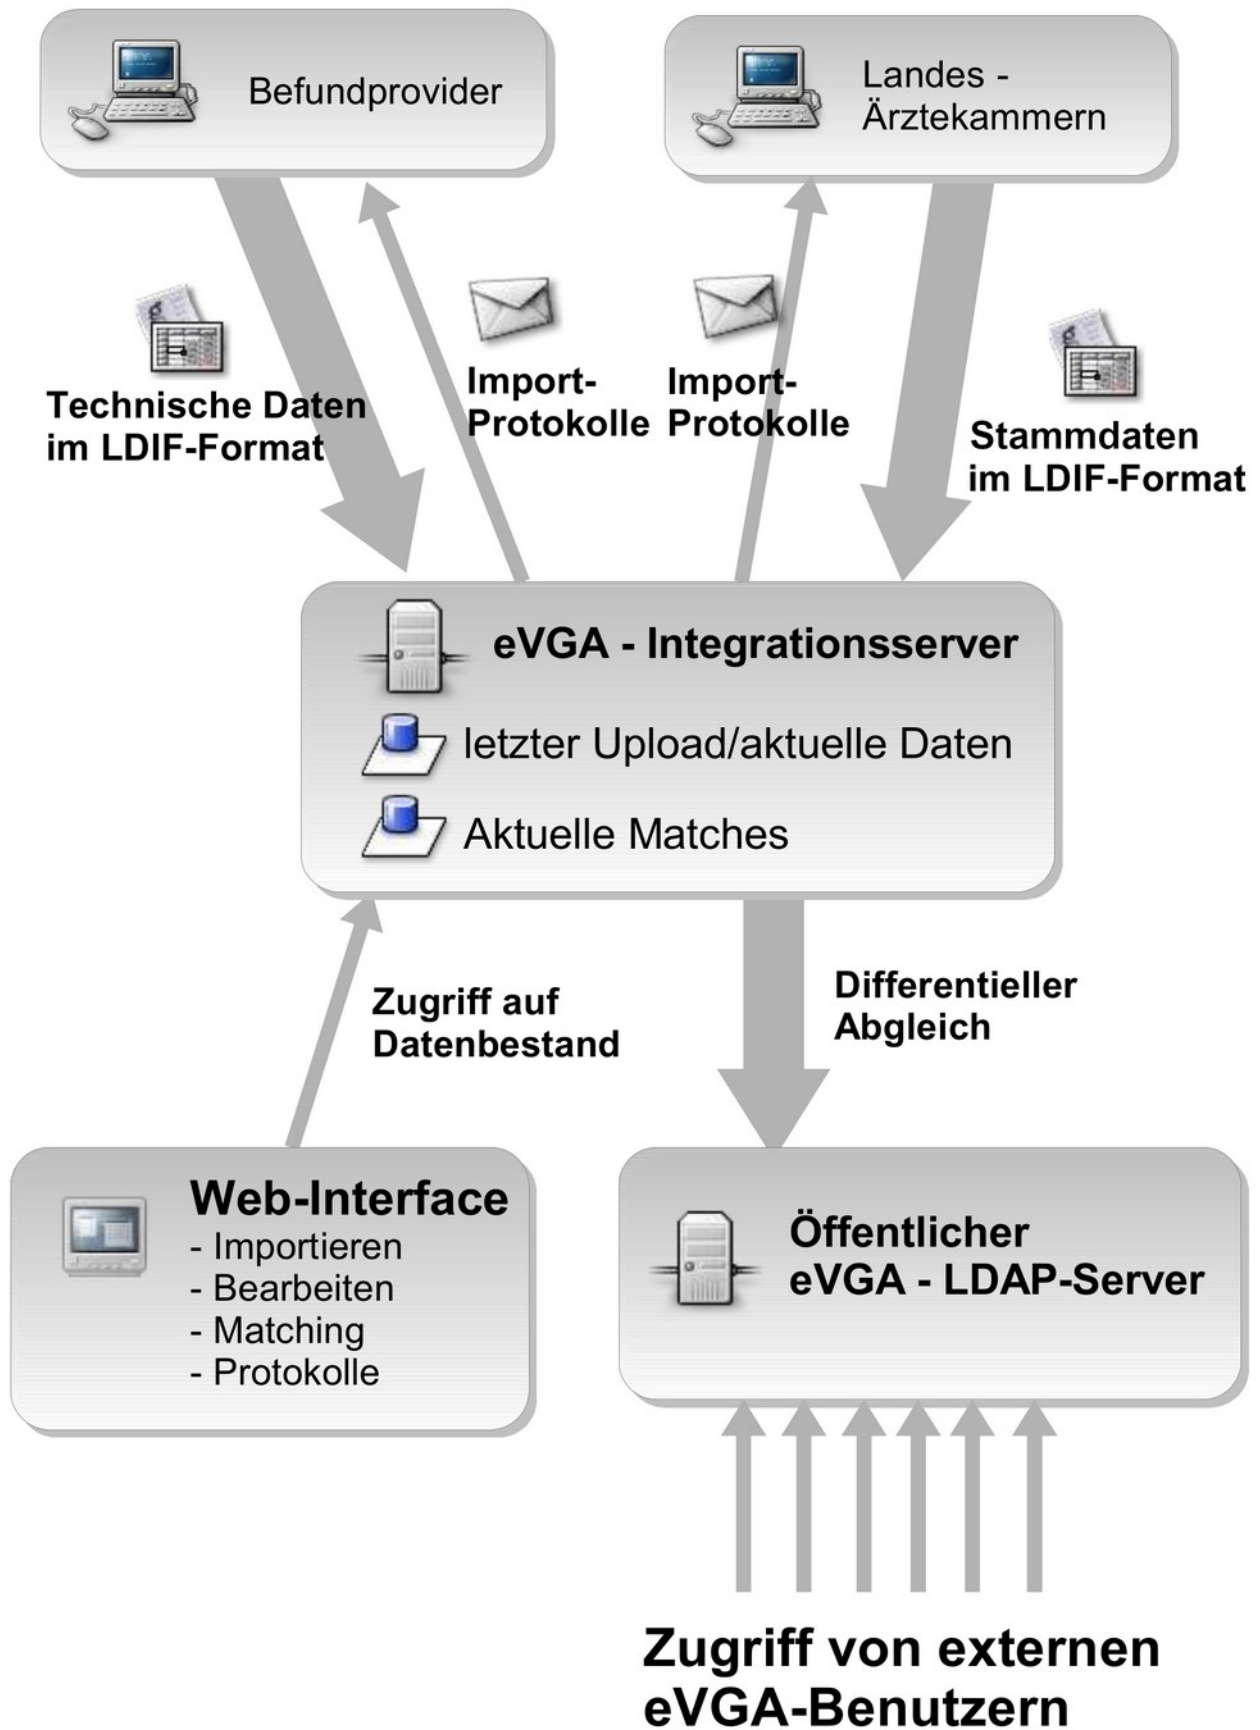 Befundprovider
Landes -
Ärztekammern
Technische Daten
im LDIF-Format
Import-
Protokolle
Import-
Protokolle
Stammdaten
im LDIF-Format
eVGA - Integrationsserver
letzter Upload/aktuelle Daten
Aktuelle Matches
Zugriff auf
Datenbestand
Differentieller
Abgleich
Web-Interface
- Importieren
- Bearbeiten
- Matching
- Protokolle
Öffentlicher
eVGA - LDAP-Server
Zugriff von externen
eVGA-Benutzern